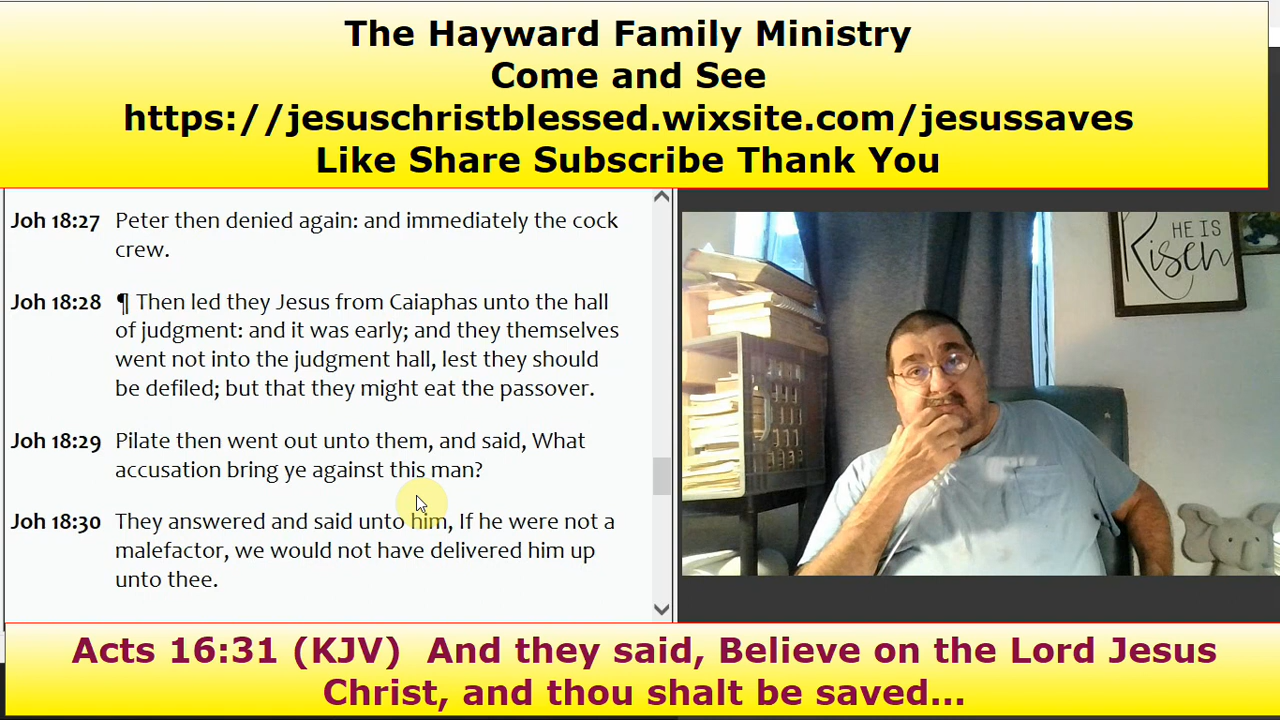 The Hayward Family Ministry
Come and See
https://jesuschristblessed.wixsite.com/jesussaves
Like Share Subscribe Thank You
Joh 18:27 Peter then denied again: and immediately the cock
crew.
Joh 18:28 ¶ Then led they Jesus from Caiaphas unto the hall
of judgment: and it was early; and they themselves
went not into the judgment hall, lest they should
be defiled; but that they might eat the passover.
Joh 18:29 Pilate then went out unto them, and said, What
accusation bring ye against this man?
Joh 18:30 They answered and said unto him, If he were not a
malefactor, we would not have delivered him up
unto thee.
HE IS
Risen
Acts 16:31 (KJV) And they said, Believe on the Lord Jesus
Christ, and thou shalt be saved...